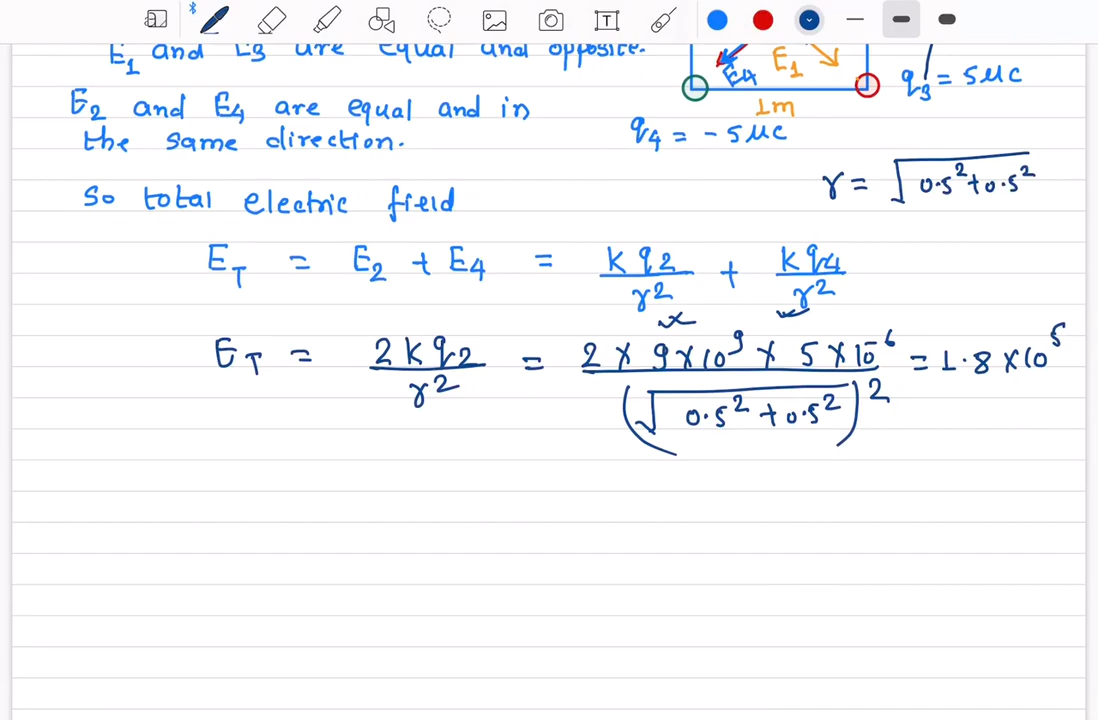 E₁ and E₃ are equal and opposite.
E4 E₁
q₃ = 5μc
E₂ and E₄ are equal and in
1m
the same direction.
q₄ = - 5μc
r = √0.5² + 0.5²
So total electric field
E_T = E₂ + E₄ = kq₂/r² + kq₄/r²
E_T = 2kq₂/r² = 2 × 9×10⁹ × 5×10⁻⁶/(√0.5² + 0.5²)² = 1.8 × 10⁵